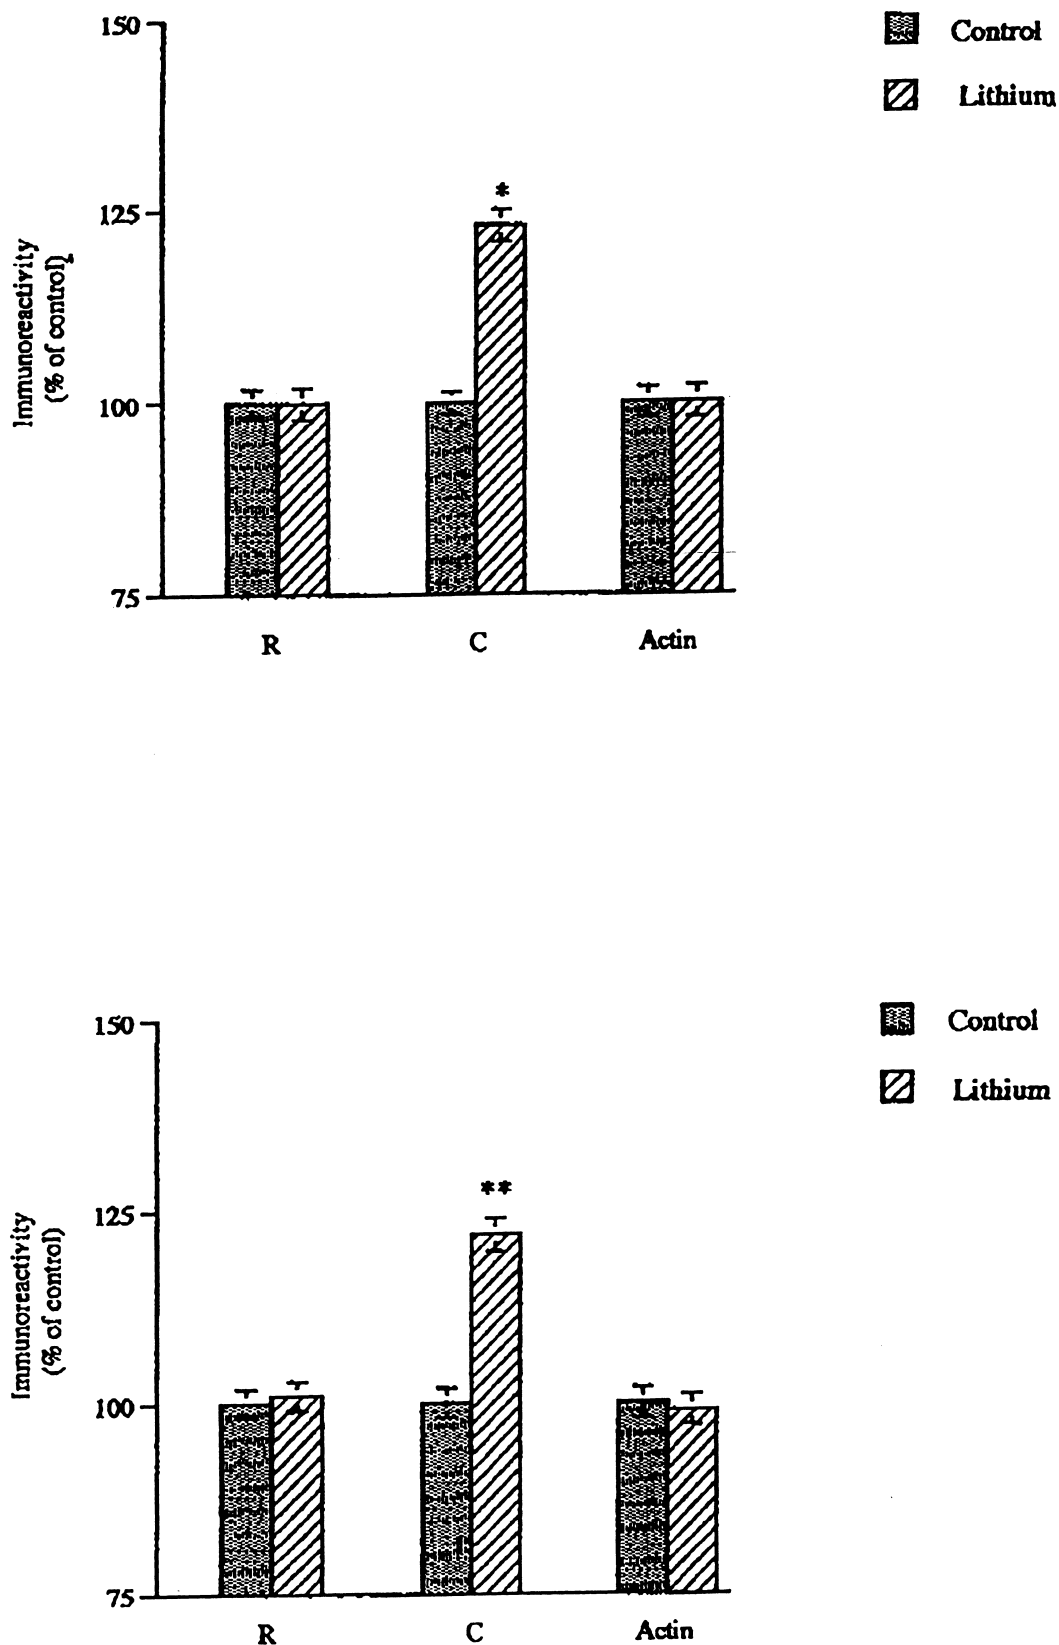 150
125
100
75
Immunoreactivity
(% of control)
*
R
C
Actin
Control
Lithium
150
125
100
75
Immunoreactivity
(% of control)
**
R
C
Actin
Control
Lithium